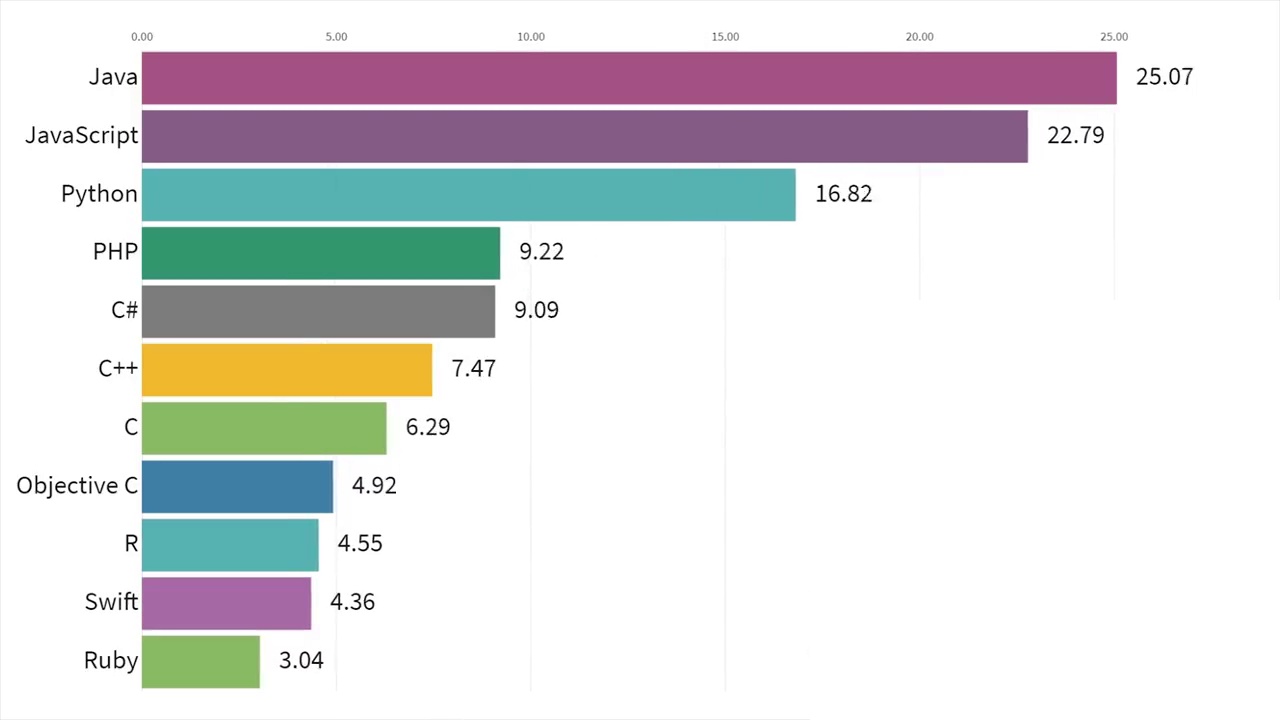 0.00 5.00 10.00 15.00 20.00 25.00
Java 25.07
JavaScript 22.79
Python 16.82
PHP 9.22
C# 9.09
C++ 7.47
C 6.29
Objective C 4.92
R 4.55
Swift 4.36
Ruby 3.04